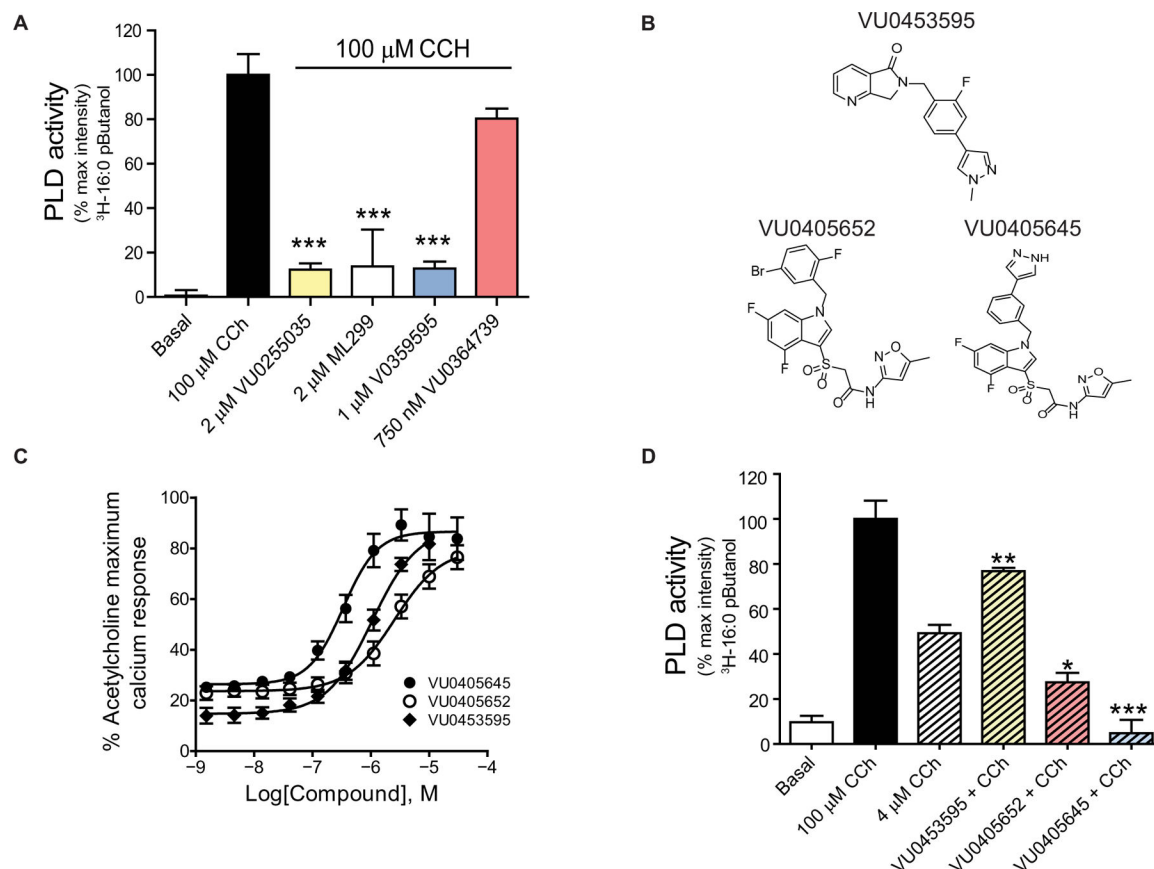 A
PLD activity
(% max intensity)
³H-16:0 pButanol
120
100
80
60
40
20
0
100 µM CCH
***
***
***
Basal
100 µM CCh
2 µM VU0255035
2 µM ML299
1 µM V0359595
750 nM VU0364739
B
VU0453595
O
N
F
N
N
N
CH₃
VU0405652
F
Br
N
F
F
S
O
O
O
N
H
N
O
VU0405645
N
NH
N
F
F
S
O
O
O
N
H
N
O
C
% Acetylcholine maximum
calcium response
100
80
60
40
20
0
−9
−8
−7
−6
−5
−4
Log[Compound], M
VU0405645
VU0405652
VU0453595
D
PLD activity
(% max intensity)
³H-16:0 pButanol
120
100
80
60
40
20
0
**
*
***
Basal
100 µM CCh
4 µM CCh
VU0453595 + CCh
VU0405652 + CCh
VU0405645 + CCh